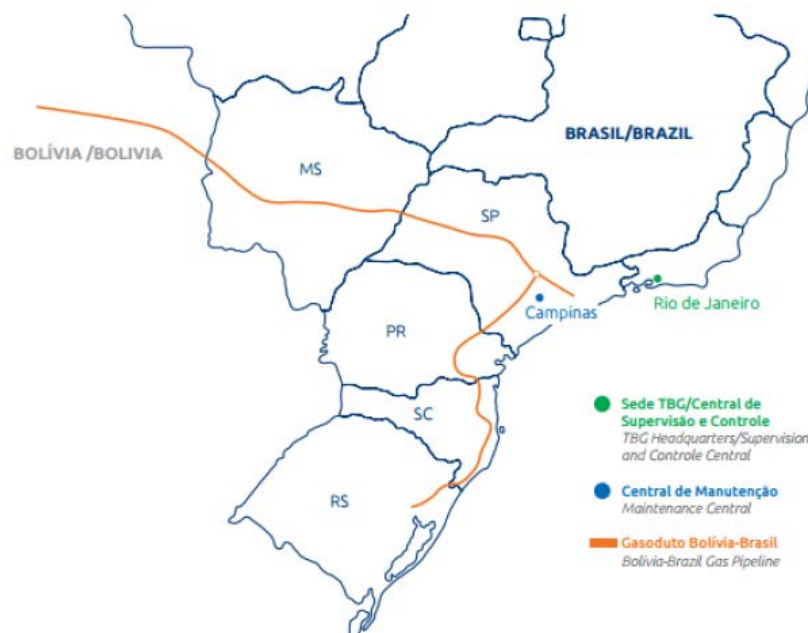 BRASIL/BRAZIL
BOLÍVIA /BOLIVIA
MS
SP
Rio de Janeiro
Campinas
PR
SC
RS
Sede TBG/Central de
Supervisão e Controle
TBG Headquarters/Supervision
and Controle Central
Central de Manutenção
Maintenance Central
Gasoduto Bolívia-Brasil
Bolivia-Brazil Gas Pipeline